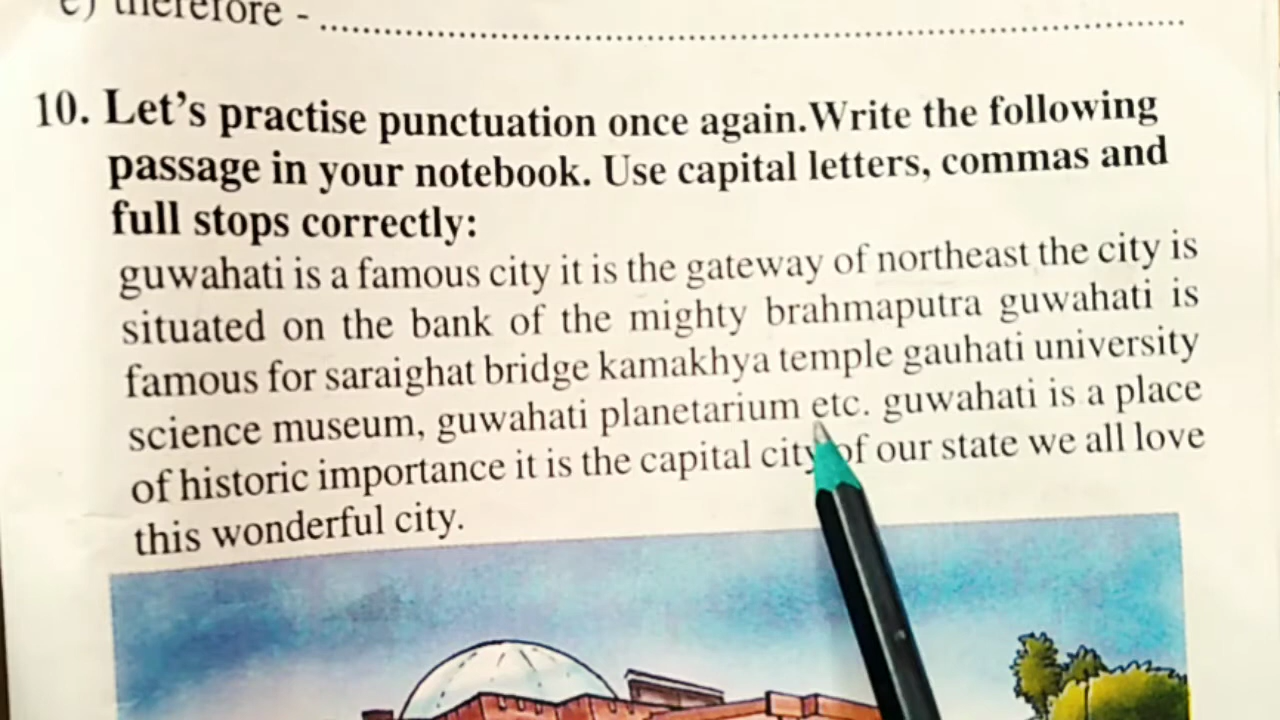 e) therefore - ........................................................................
10. Let's practise punctuation once again.Write the following
passage in your notebook. Use capital letters, commas and
full stops correctly:
guwahati is a famous city it is the gateway of northeast the city is
situated on the bank of the mighty brahmaputra guwahati is
famous for saraighat bridge kamakhya temple gauhati university
science museum, guwahati planetarium etc. guwahati is a place
of historic importance it is the capital city of our state we all love
this wonderful city.